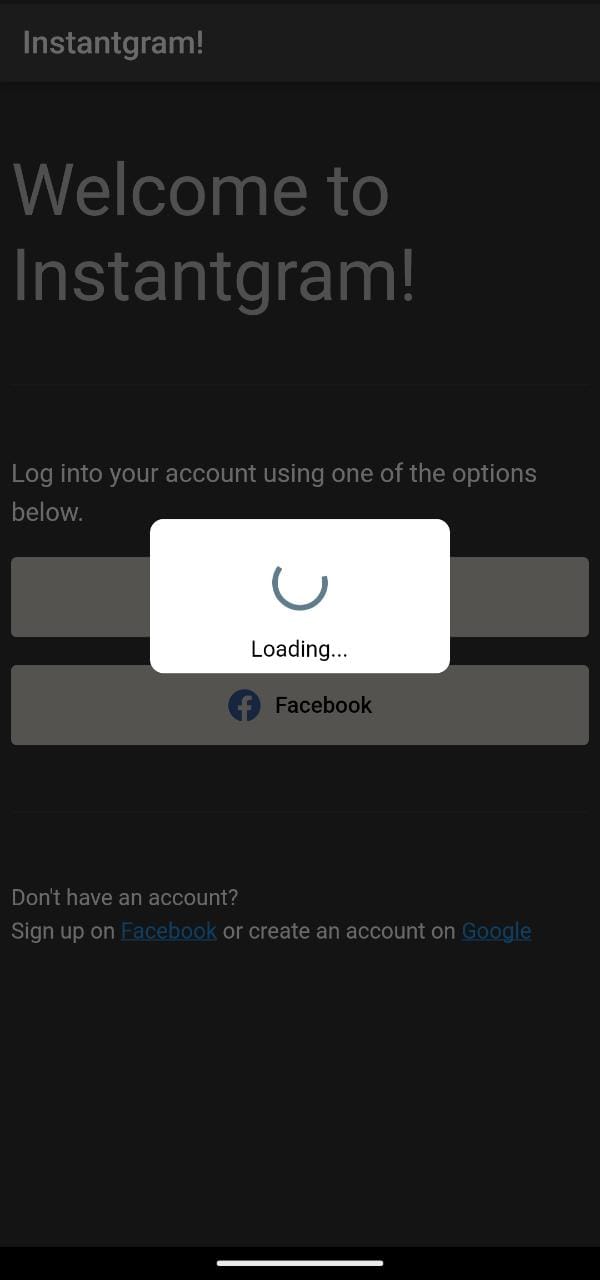 Instantgram!
Welcome to
Instantgram!
Log into your account using one of the options
below.
Loading...
Facebook
Don't have an account?
Sign up on Facebook or create an account on Google